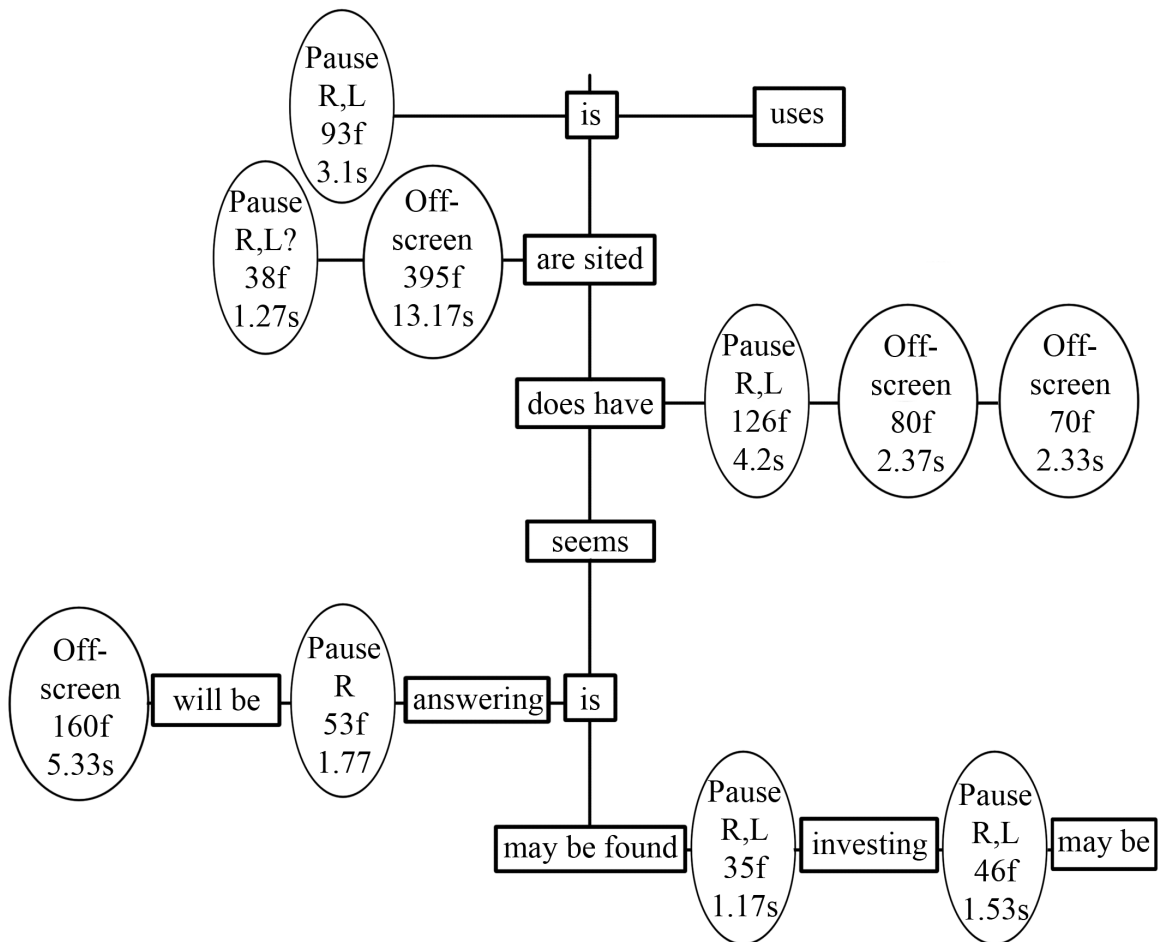 Pause
R,L
93f
3.1s
is
uses
Pause
R,L?
38f
1.27s
Off-
screen
395f
13.17s
are sited
does have
Pause
R,L
126f
4.2s
Off-
screen
80f
2.37s
Off-
screen
70f
2.33s
seems
Off-
screen
160f
5.33s
will be
Pause
R
53f
1.77
answering
is
may be found
Pause
R,L
35f
1.17s
investing
Pause
R,L
46f
1.53s
may be